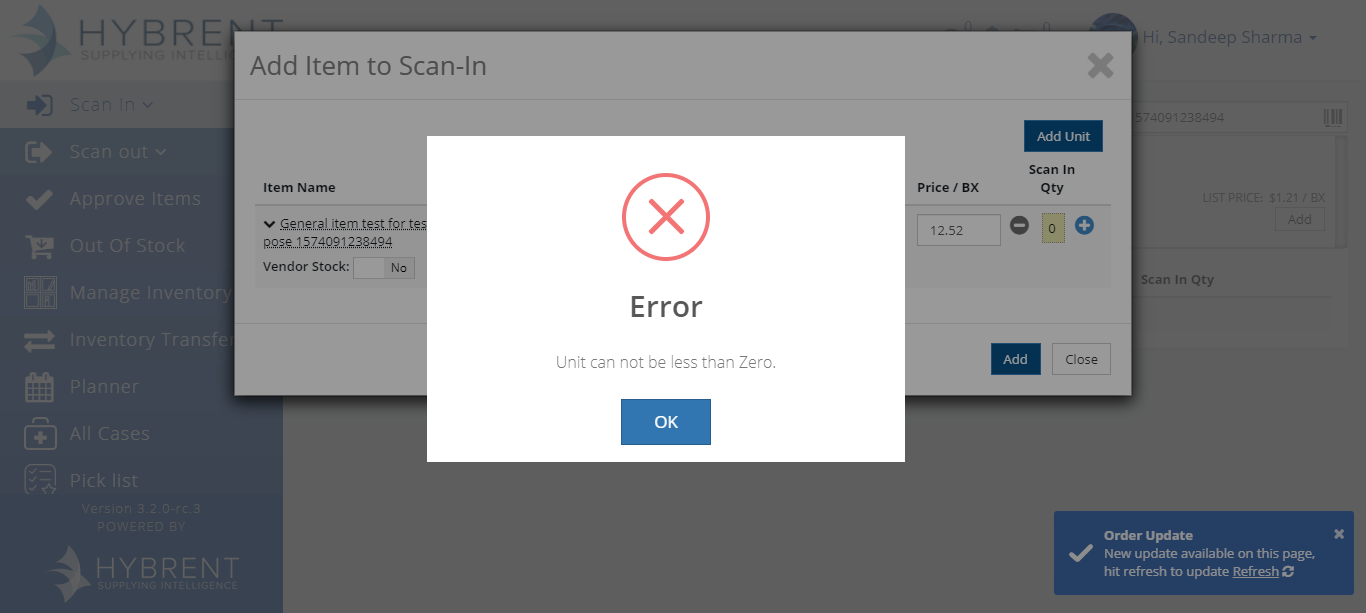 HYBRENT
SUPPLYING INTELLIG
Hi, Sandeep Sharma
Add Item to Scan-In
Scan In
Scan out
Approve Items
Out Of Stock
Manage Inventory
Inventory Transfer
Planner
All Cases
Pick list
Version 3.2.0-rc.3
POWERED BY
HYBRENT
SUPPLYING INTELLIGENCE
574091238494
Add Unit
Item Name
Price / BX
Scan In
Qty
General item test for tes
pose 1574091238494
12.52
0
Vendor Stock:
No
LIST PRICE: $1.21 / BX
Add
Scan In Qty
Add
Close
Error
Unit can not be less than Zero.
OK
Order Update
New update available on this page,
hit refresh to update Refresh